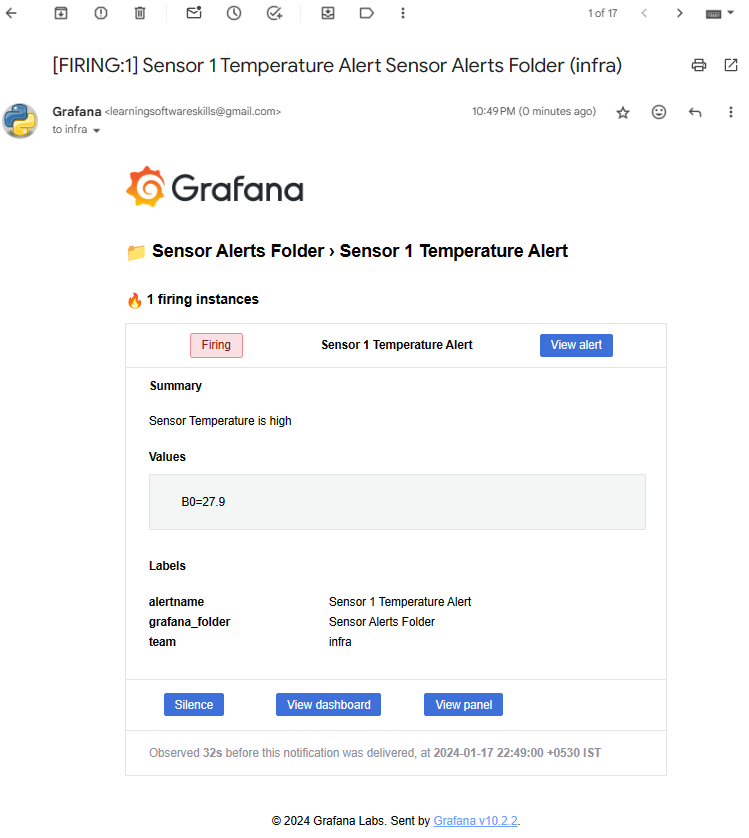 1 of 17
[FIRING:1] Sensor 1 Temperature Alert Sensor Alerts Folder (infra)
Grafana <learningsoftwareskills@gmail.com>
10:49 PM (0 minutes ago)
to infra
Grafana
Sensor Alerts Folder › Sensor 1 Temperature Alert
1 firing instances
Firing
Sensor 1 Temperature Alert
View alert
Summary
Sensor Temperature is high
Values
B0=27.9
Labels
alertname Sensor 1 Temperature Alert
grafana_folder Sensor Alerts Folder
team infra
Silence
View dashboard
View panel
Observed 32s before this notification was delivered, at 2024-01-17 22:49:00 +0530 IST
© 2024 Grafana Labs. Sent by Grafana v10.2.2.